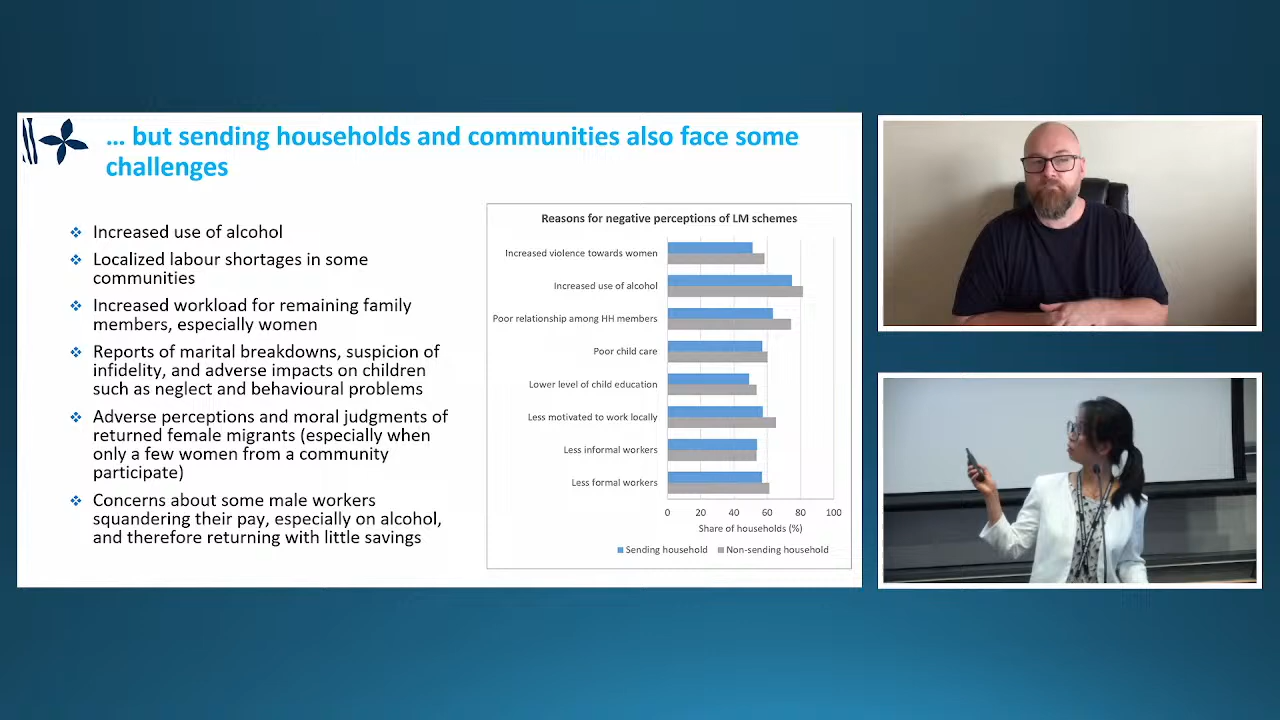 … but sending households and communities also face some
challenges
Increased use of alcohol
Localized labour shortages in some
communities
Increased workload for remaining family
members, especially women
Reports of marital breakdowns, suspicion of
infidelity, and adverse impacts on children
such as neglect and behavioural problems
Adverse perceptions and moral judgments of
returned female migrants (especially when
only a few women from a community
participate)
Concerns about some male workers
squandering their pay, especially on alcohol,
and therefore returning with little savings
Reasons for negative perceptions of LM schemes
Increased violence towards women
Increased use of alcohol
Poor relationship among HH members
Poor child care
Lower level of child education
Less motivated to work locally
Less informal workers
Less formal workers
0 20 40 60 80 100
Share of households (%)
Sending household Non-sending household